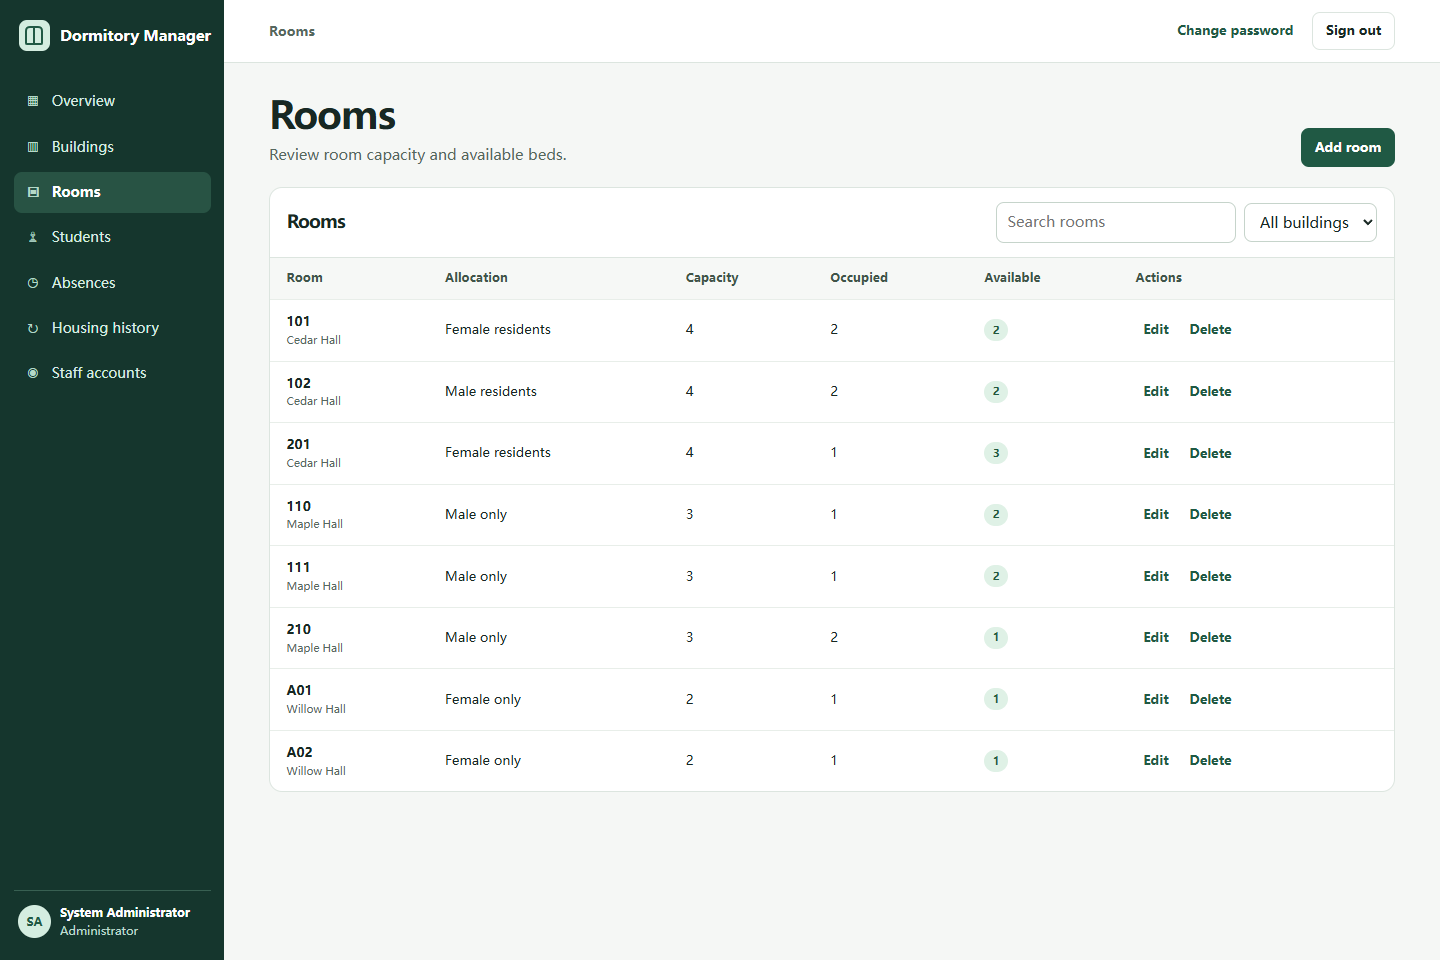 Dormitory Manager
Overview
Buildings
Rooms
Students
Absences
Housing history
Staff accounts
SA
System Administrator
Administrator
Rooms
Change password
Sign out
Rooms
Review room capacity and available beds.
Add room
Rooms
Search rooms
All buildings
Room Allocation Capacity Occupied Available Actions
101
Cedar Hall
Female residents 4 2 2 Edit Delete
102
Cedar Hall
Male residents 4 2 2 Edit Delete
201
Cedar Hall
Female residents 4 1 3 Edit Delete
110
Maple Hall
Male only 3 1 2 Edit Delete
111
Maple Hall
Male only 3 1 2 Edit Delete
210
Maple Hall
Male only 3 2 1 Edit Delete
A01
Willow Hall
Female only 2 1 1 Edit Delete
A02
Willow Hall
Female only 2 1 1 Edit Delete